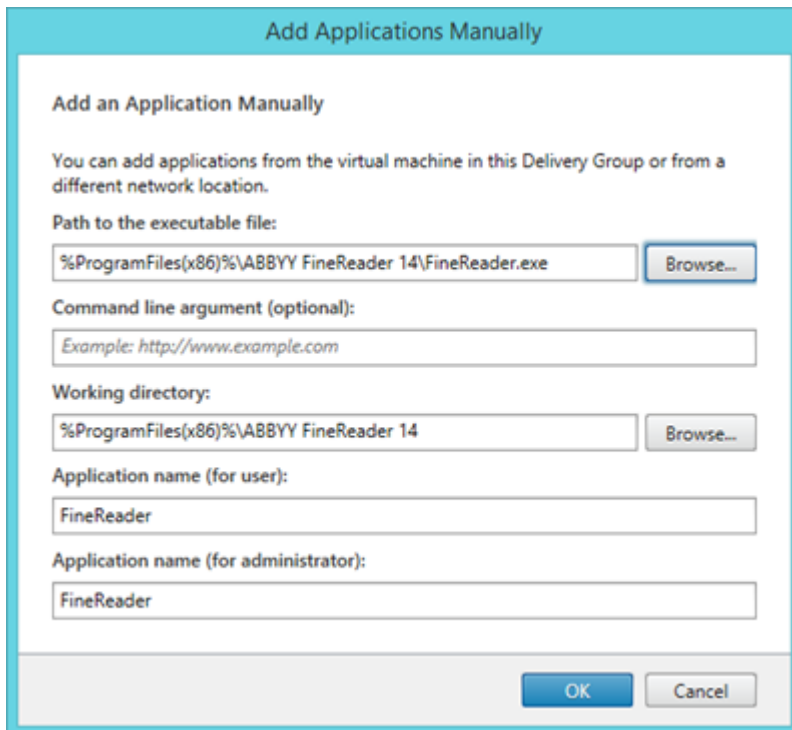 Add Applications Manually
Add an Application Manually
You can add applications from the virtual machine in this Delivery Group or from a
different network location.
Path to the executable file:
%ProgramFiles(x86)%\ABBYY FineReader 14\FineReader.exe
Browse...
Command line argument (optional):
Example: http://www.example.com
Working directory:
%ProgramFiles(x86)%\ABBYY FineReader 14
Browse...
Application name (for user):
FineReader
Application name (for administrator):
FineReader
OK
Cancel